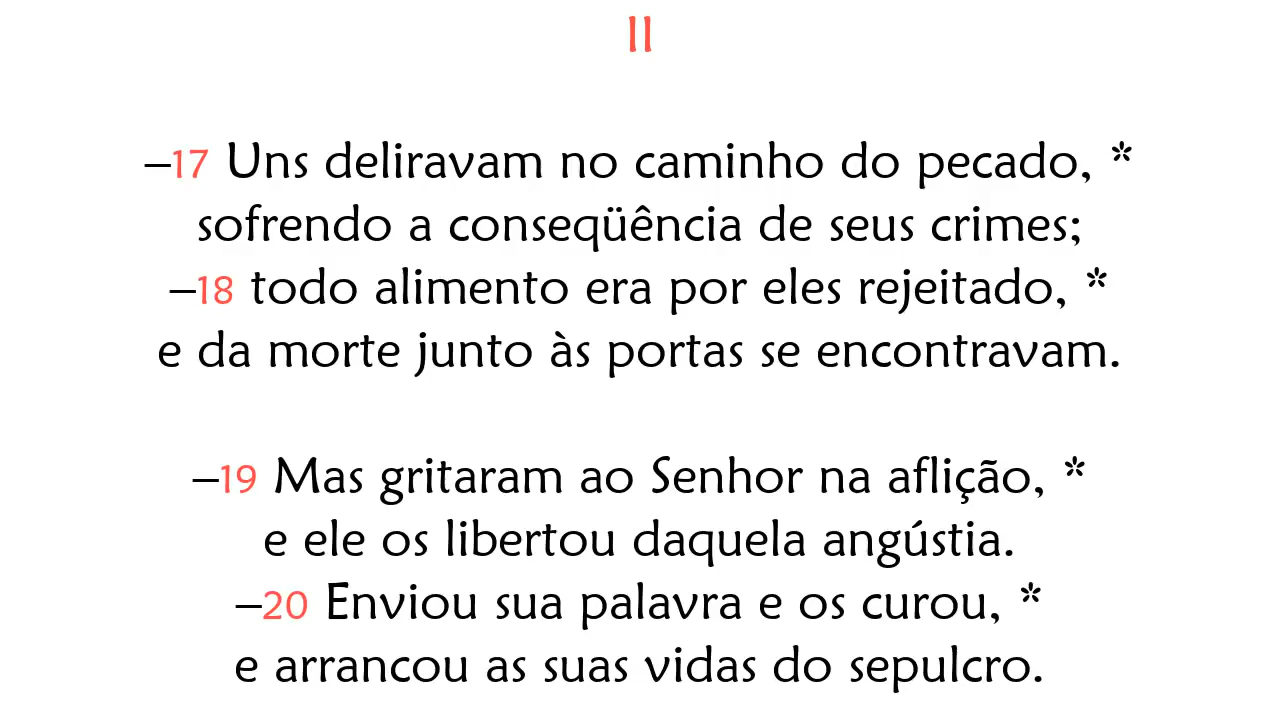 II
–17 Uns deliravam no caminho do pecado, *
sofrendo a conseqüência de seus crimes;
–18 todo alimento era por eles rejeitado, *
e da morte junto às portas se encontravam.
–19 Mas gritaram ao Senhor na aflição, *
e ele os libertou daquela angústia.
–20 Enviou sua palavra e os curou, *
e arrancou as suas vidas do sepulcro.